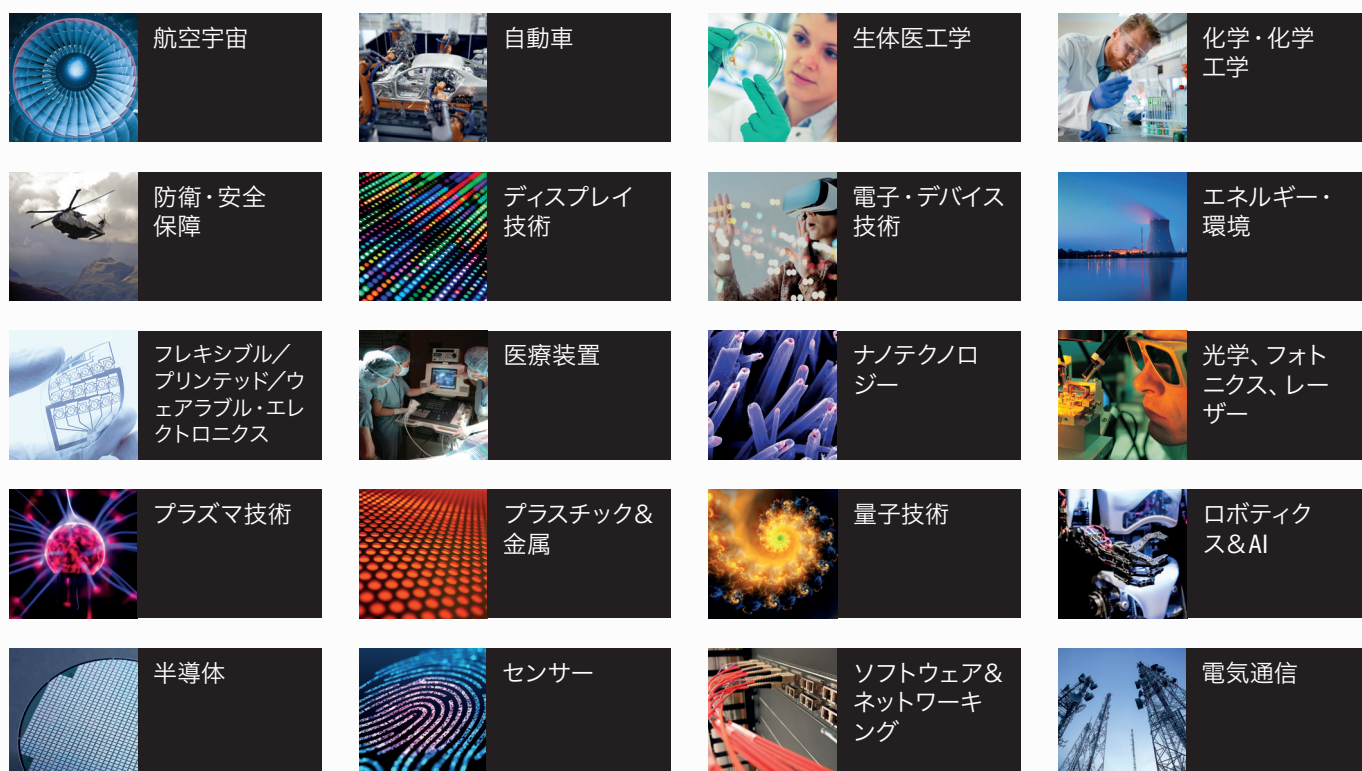 航空宇宙
自動車
生体医工学
化学・化学
工学
防衛・安全
保障
ディスプレイ
技術
電子・デバイス
技術
エネルギー・
環境
フレキシブル／
プリンテッド／ウ
ェアラブル・エレ
クトロニクス
医療装置
ナノテクノロ
ジー
光学、フォト
ニクス、レー
ザー
プラズマ技術
プラスチック＆
金属
量子技術
ロボティク
ス＆AI
半導体
センサー
ソフトウェア＆
ネットワーキ
ング
電気通信